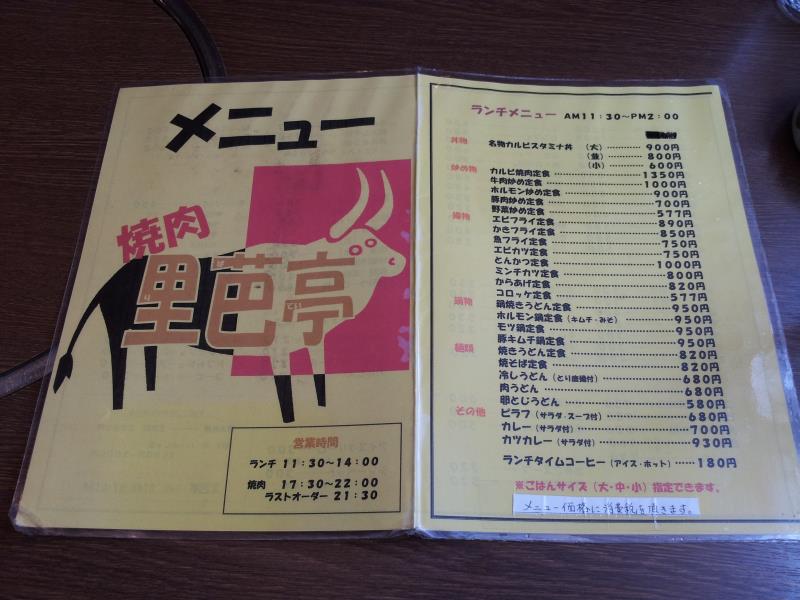 メニュー
焼肉
里芭亭
営業時間
ランチ 11:30～14:00
焼肉 17:30～22:00
ラストオーダー 21:30
ランチメニュー AM11:30～PM2:00
丼物 名物カルビスタミナ丼 (大) ………… 900円
(並) ………… 800円
(小) ………… 600円
炒め物 カルビ焼肉定食 ………… 1350円
牛肉炒め定食 ………… 1000円
ホルモン炒め定食 ………… 900円
豚肉炒め定食 ………… 700円
野菜炒め定食 ………… 577円
揚物 エビフライ定食 ………… 890円
かきフライ定食 ………… 850円
魚フライ定食 ………… 750円
エビカツ定食 ………… 750円
とんかつ定食 ………… 1000円
ミンチカツ定食 ………… 800円
からあげ定食 ………… 820円
コロッケ定食 ………… 577円
鍋物 鍋焼きうどん定食 ………… 950円
ホルモン鍋定食 (キムチ・みそ) ………… 950円
モツ鍋定食 ………… 950円
豚キムチ鍋定食 ………… 950円
麺類 焼きうどん定食 ………… 820円
焼そば定食 ………… 820円
冷しうどん (とり唐揚付) ………… 680円
肉うどん ………… 680円
卵とじうどん ………… 580円
その他 ピラフ (サラダ・スープ付) ………… 680円
カレー (サラダ付) ………… 700円
カツカレー (サラダ付) ………… 930円
ランチタイムコーヒー (アイス・ホット) …… 180円
※ごはんサイズ (大・中・小) 指定できます。
メニュー価格に消費税を頂きます。